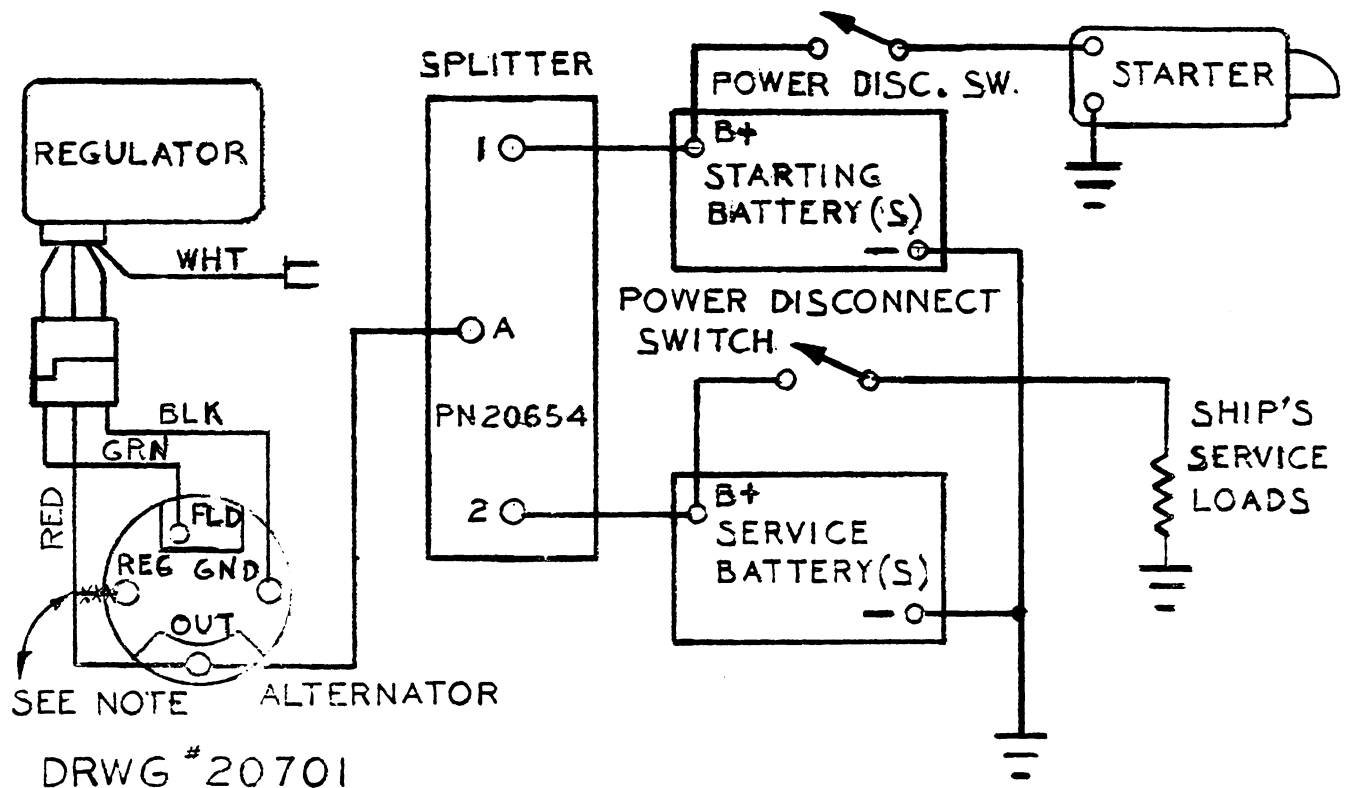 SPLITTER
POWER DISC. SW.
STARTER
REGULATOR
1
B+
STARTING
BATTERY(S)
WHT
—
A
POWER DISCONNECT
SWITCH
PN20654
BLK
GRN
SHIP'S
SERVICE
LOADS
RED
FLD
2
B+
SERVICE
BATTERY(S)
REG GND
—
OUT
SEE NOTE
ALTERNATOR
DRWG #20701